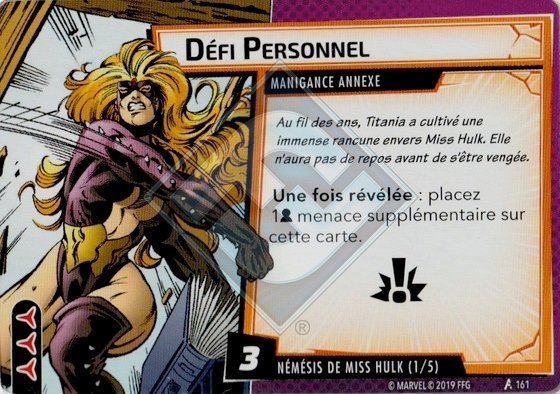 DÉFI PERSONNEL
MANIGANCE ANNEXE
Au fil des ans, Titania a cultivé une
immense rancune envers Miss Hulk. Elle
n'aura pas de repos avant de s'être vengée.
Une fois révélée : placez
1 menace supplémentaire sur
cette carte.
3
NÉMÉSIS DE MISS HULK (1/5)
© MARVEL © 2019 FFG
161
®